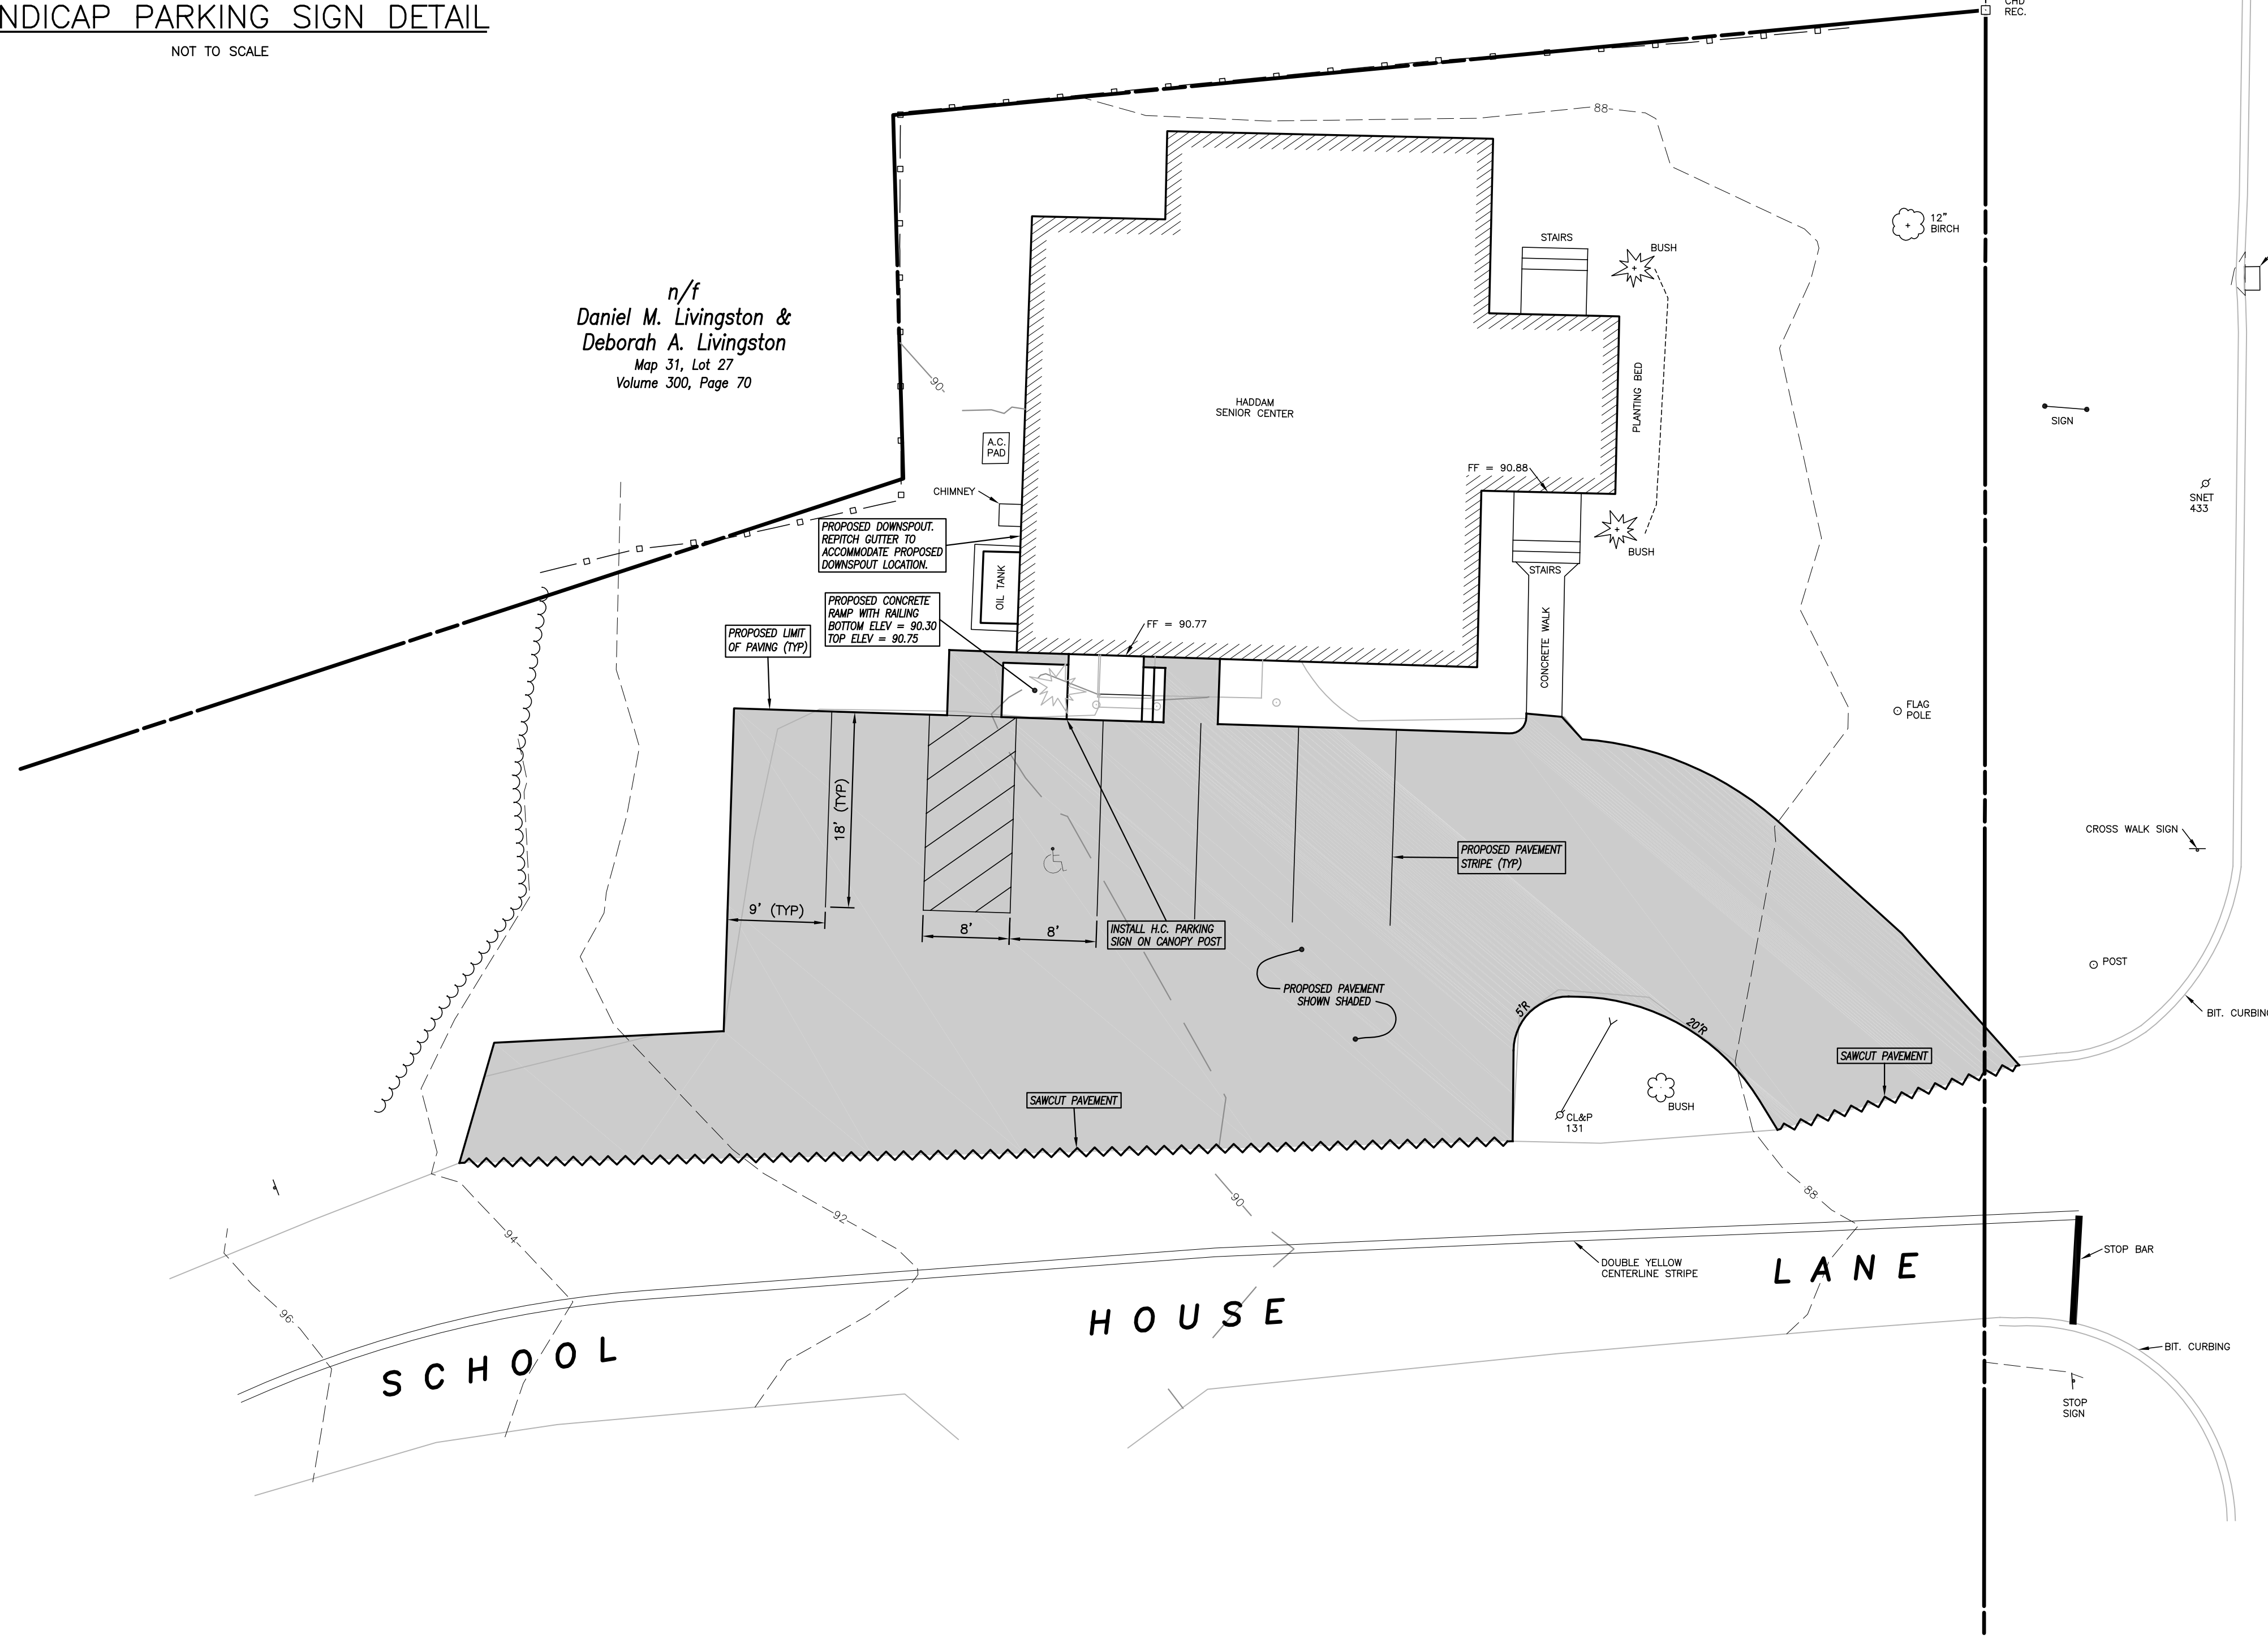 NDICAP PARKING SIGN DETAIL
NOT TO SCALE
CHD
REC.
88
12"
BIRCH
STAIRS
BUSH
n/f
Daniel M. Livingston &
Deborah A. Livingston
Map 31, Lot 27
Volume 300, Page 70
90
PLANTING BED
HADDAM
SENIOR CENTER
SIGN
A.C.
PAD
FF = 90.88
CHIMNEY
SNET
433
PROPOSED DOWNSPOUT.
REPITCH GUTTER TO
ACCOMMODATE PROPOSED
DOWNSPOUT LOCATION.
BUSH
STAIRS
OIL TANK
PROPOSED CONCRETE
RAMP WITH RAILING
BOTTOM ELEV = 90.30
TOP ELEV = 90.75
FF = 90.77
PROPOSED LIMIT
OF PAVING (TYP)
CONCRETE WALK
FLAG
POLE
18' (TYP)
CROSS WALK SIGN
PROPOSED PAVEMENT
STRIPE (TYP)
9' (TYP)
8'
8'
INSTALL H.C. PARKING
SIGN ON CANOPY POST
POST
PROPOSED PAVEMENT
SHOWN SHADED
5'R
20'R
BIT. CURBING
SAWCUT PAVEMENT
SAWCUT PAVEMENT
BUSH
CL&P
131
90
88
92
94
DOUBLE YELLOW
CENTERLINE STRIPE
STOP BAR
96
SCHOOL HOUSE LANE
BIT. CURBING
STOP
SIGN